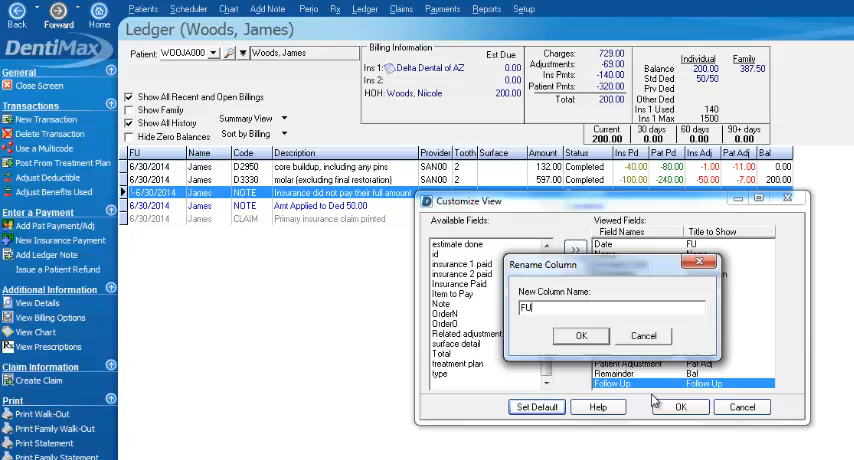 Back
Forward
Home
Patients Scheduler Chart Add Note Perio Rx Ledger Claims Payments Reports Setup
Ledger (Woods, James)
DentiMax
General
Close Screen
Transactions
New Transaction
Delete Transaction
Use a Multicode
Post From Treatment Plan
Adjust Deductible
Adjust Benefits Used
Enter a Payment
Add Pat Payment/Adj
New Insurance Payment
Add Ledger Note
Issue a Patient Refund
Additional Information
View Details
View Billing Options
View Chart
View Prescriptions
Claim Information
Create Claim
Print
Print Walk-Out
Print Family Walk-Out
Print Statement
Print Family Statement
Patient: WOOJA000 Woods, James
Show All Recent and Open Billings
Show Family
Show All History
Hide Zero Balances
Summary View
Sort by Billing
Billing Information
Est Due
Ins 1: Delta Dental of AZ 0.00
Ins 2: 0.00
HOH: Woods, Niicole 200.00
Charges: 729.00
Adjustments: -69.00
Ins Pmts: -140.00
Patient Pmts: -320.00
Total: 200.00
Individual Family
Balance 200.00 387.50
Std Ded 50/50
Prv Ded
Other Ded
Ins 1 Used 140
Ins 1 Max 1500
Current 30 days 60 days 90+ days
200.00 0.00 0.00 0.00
FU Name Code Description Provider Tooth Surface Amount Status Ins Pd Pat Pd Ins Adj Pat Adj Bal
6/30/2014 James D2950 core buildup, including any pins SAN00 2 132.00 Completed -40.00 -80.00 -1.00 -11.00 0.00
6/30/2014 James D3330 molar (excluding final restoration) SAN00 2 597.00 Completed -100.00 -240.00 -50.00 -7.00 200.00
6/30/2014 James NOTE Insurance did not pay their full amount
6/30/2014 James NOTE Amt Applied to Ded 50.00
6/30/2014 James CLAIM Primary insurance claim printed
Customize View
Available Fields:
estimate done
id
insurance 1 paid
insurance 2 paid
Insurance Paid
Item to Pay
Note
OrderN
OrderO
Related adjustment
surface detail
Total
treatment plan
type
>>
Viewed Fields:
Field Names Title to Show
Date FU
Patient Adjustment Pat Adj
Remainder Bal
Follow Up Follow Up
Set Default Help OK Cancel
Rename Column
New Column Name:
FU
OK Cancel